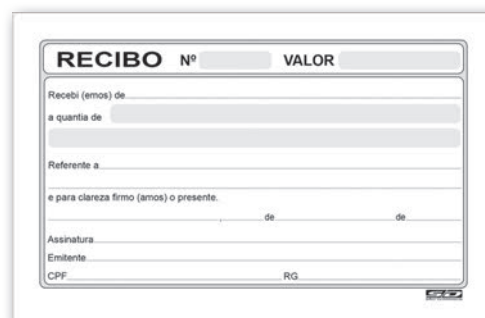 RECIBO Nº VALOR
Recebi (emos) de
a quantia de
Referente a
e para clareza firmo (amos) o presente.
, de de
Assinatura
Emitente
CPF RG